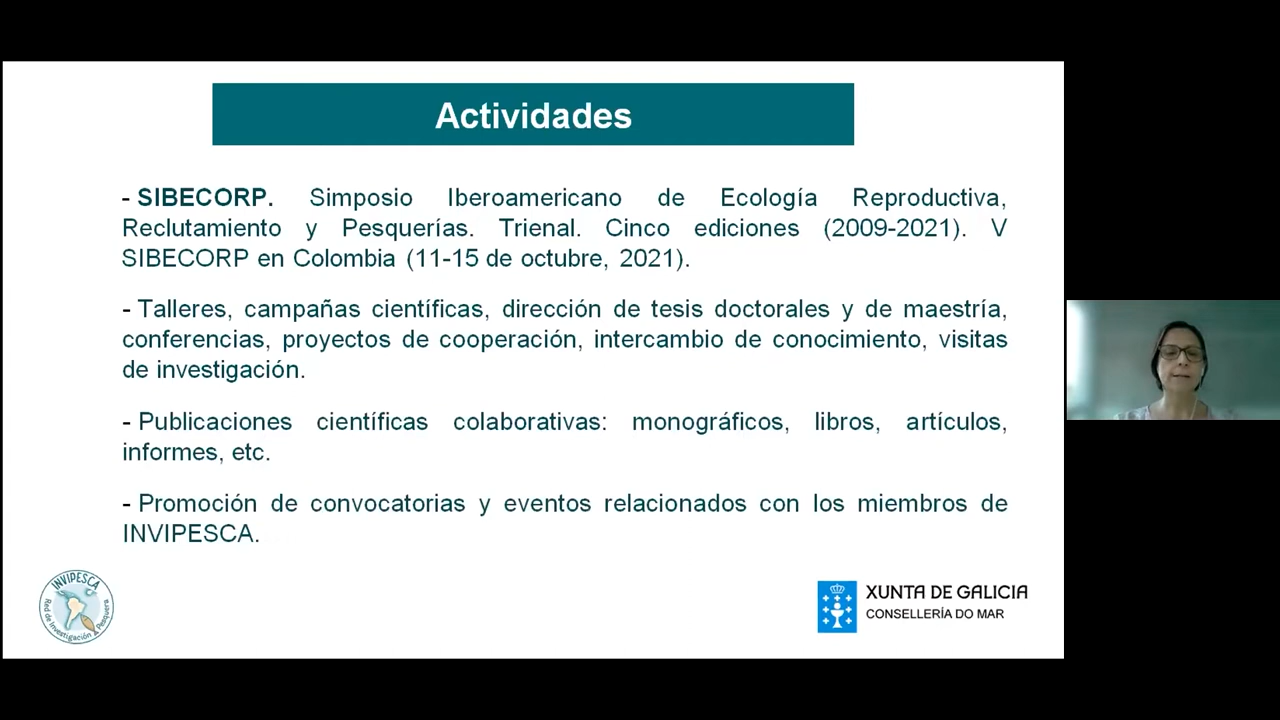 Actividades
- SIBECORP. Simposio Iberoamericano de Ecología Reproductiva,
Reclutamiento y Pesquerías. Trienal. Cinco ediciones (2009-2021). V
SIBECORP en Colombia (11-15 de octubre, 2021).
- Talleres, campañas científicas, dirección de tesis doctorales y de maestría,
conferencias, proyectos de cooperación, intercambio de conocimiento, visitas
de investigación.
- Publicaciones científicas colaborativas: monográficos, libros, artículos,
informes, etc.
- Promoción de convocatorias y eventos relacionados con los miembros de
INVIPESCA.
INVIPESCA
Red de Investigación Pesquera
XUNTA DE GALICIA
CONSELLERÍA DO MAR